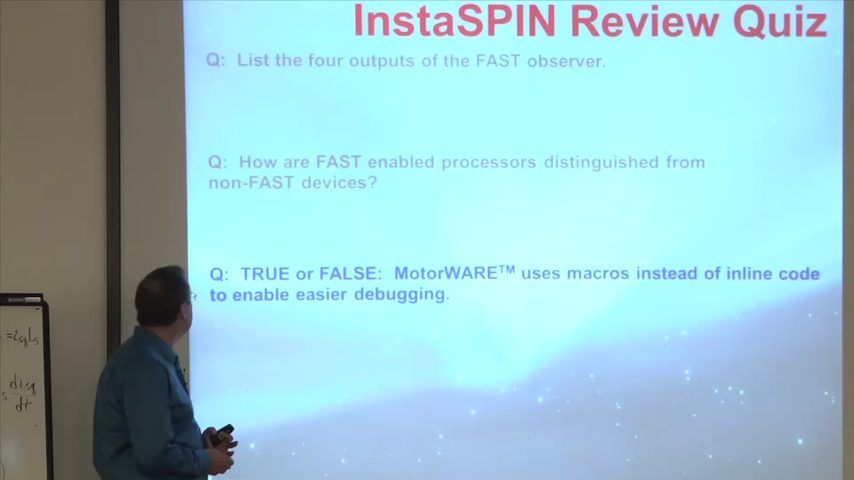 InstaSPIN Review Quiz
Q: List the four outputs of the FAST observer.
Q: How are FAST enabled processors distinguished from
non-FAST devices?
Q: TRUE or FALSE: MotorWARE™ uses macros instead of inline code
to enable easier debugging.